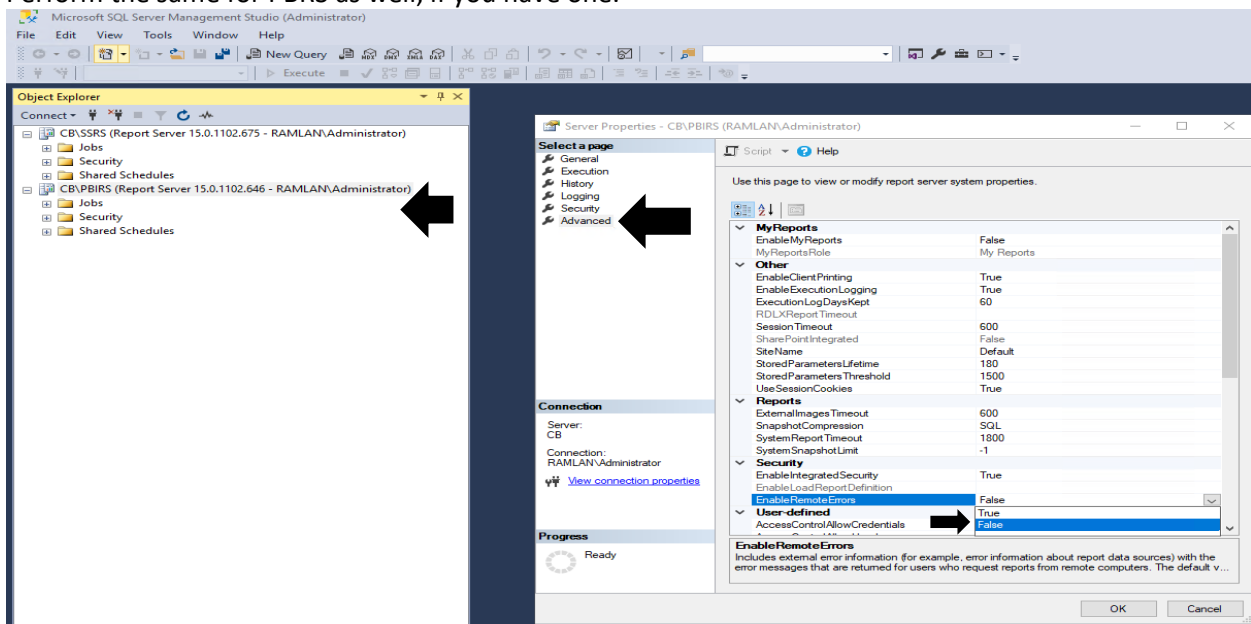 Perform the same for PBRS as well, if you have one.
Microsoft SQL Server Management Studio (Administrator)
File Edit View Tools Window Help
New Query MDX DMX XMLA DAX
Execute
Object Explorer
Connect
CB\SSRS (Report Server 15.0.1102.675 - RAMLAN\Administrator)
Jobs
Security
Shared Schedules
CB\PBIRS (Report Server 15.0.1102.646 - RAMLAN\Administrator)
Jobs
Security
Shared Schedules
Server Properties - CB\PBIRS (RAMLAN\Administrator)
Select a page
General
Execution
History
Logging
Security
Advanced
Script Help
Use this page to view or modify report server system properties.
MyReports
EnableMyReports False
MyReportsRole My Reports
Other
EnableClientPrinting True
EnableExecutionLogging True
ExecutionLogDaysKept 60
RDLXReportTimeout
SessionTimeout 600
SharePointIntegrated False
SiteName Default
StoredParametersLifetime 180
StoredParametersThreshold 1500
UseSessionCookies True
Reports
ExternalImagesTimeout 600
SnapshotCompression SQL
SystemReportTimeout 1800
SystemSnapshotLimit -1
Security
EnableIntegratedSecurity True
EnableLoadReportDefinition
EnableRemoteErrors False
User-defined True
AccessControlAllowCredentials False
EnableRemoteErrors
Includes external error information (for example, error information about report data sources) with the
error messages that are returned for users who request reports from remote computers. The default v...
Connection
Server:
CB
Connection:
RAMLAN\Administrator
View connection properties
Progress
Ready
OK Cancel